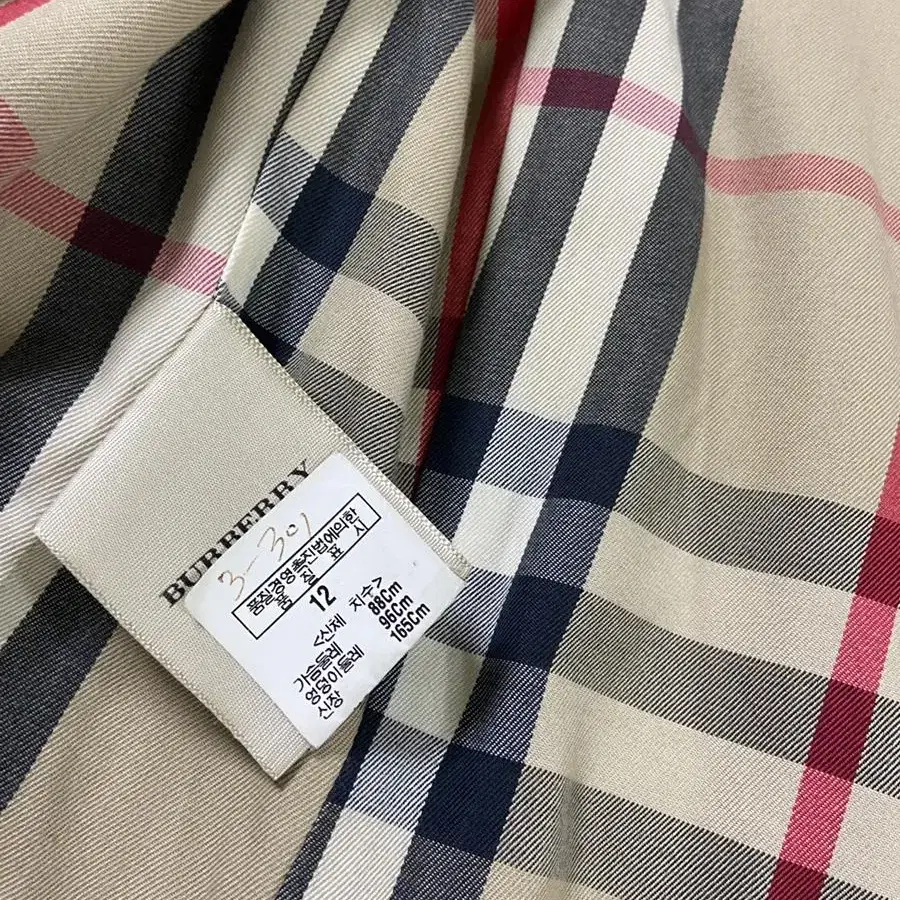 BURBERRY
3-301
품질경영촉진법에의한
품 질 표 시
12
<신체 치수>
가슴둘레 88Cm
엉덩이둘레 96Cm
신장 165Cm